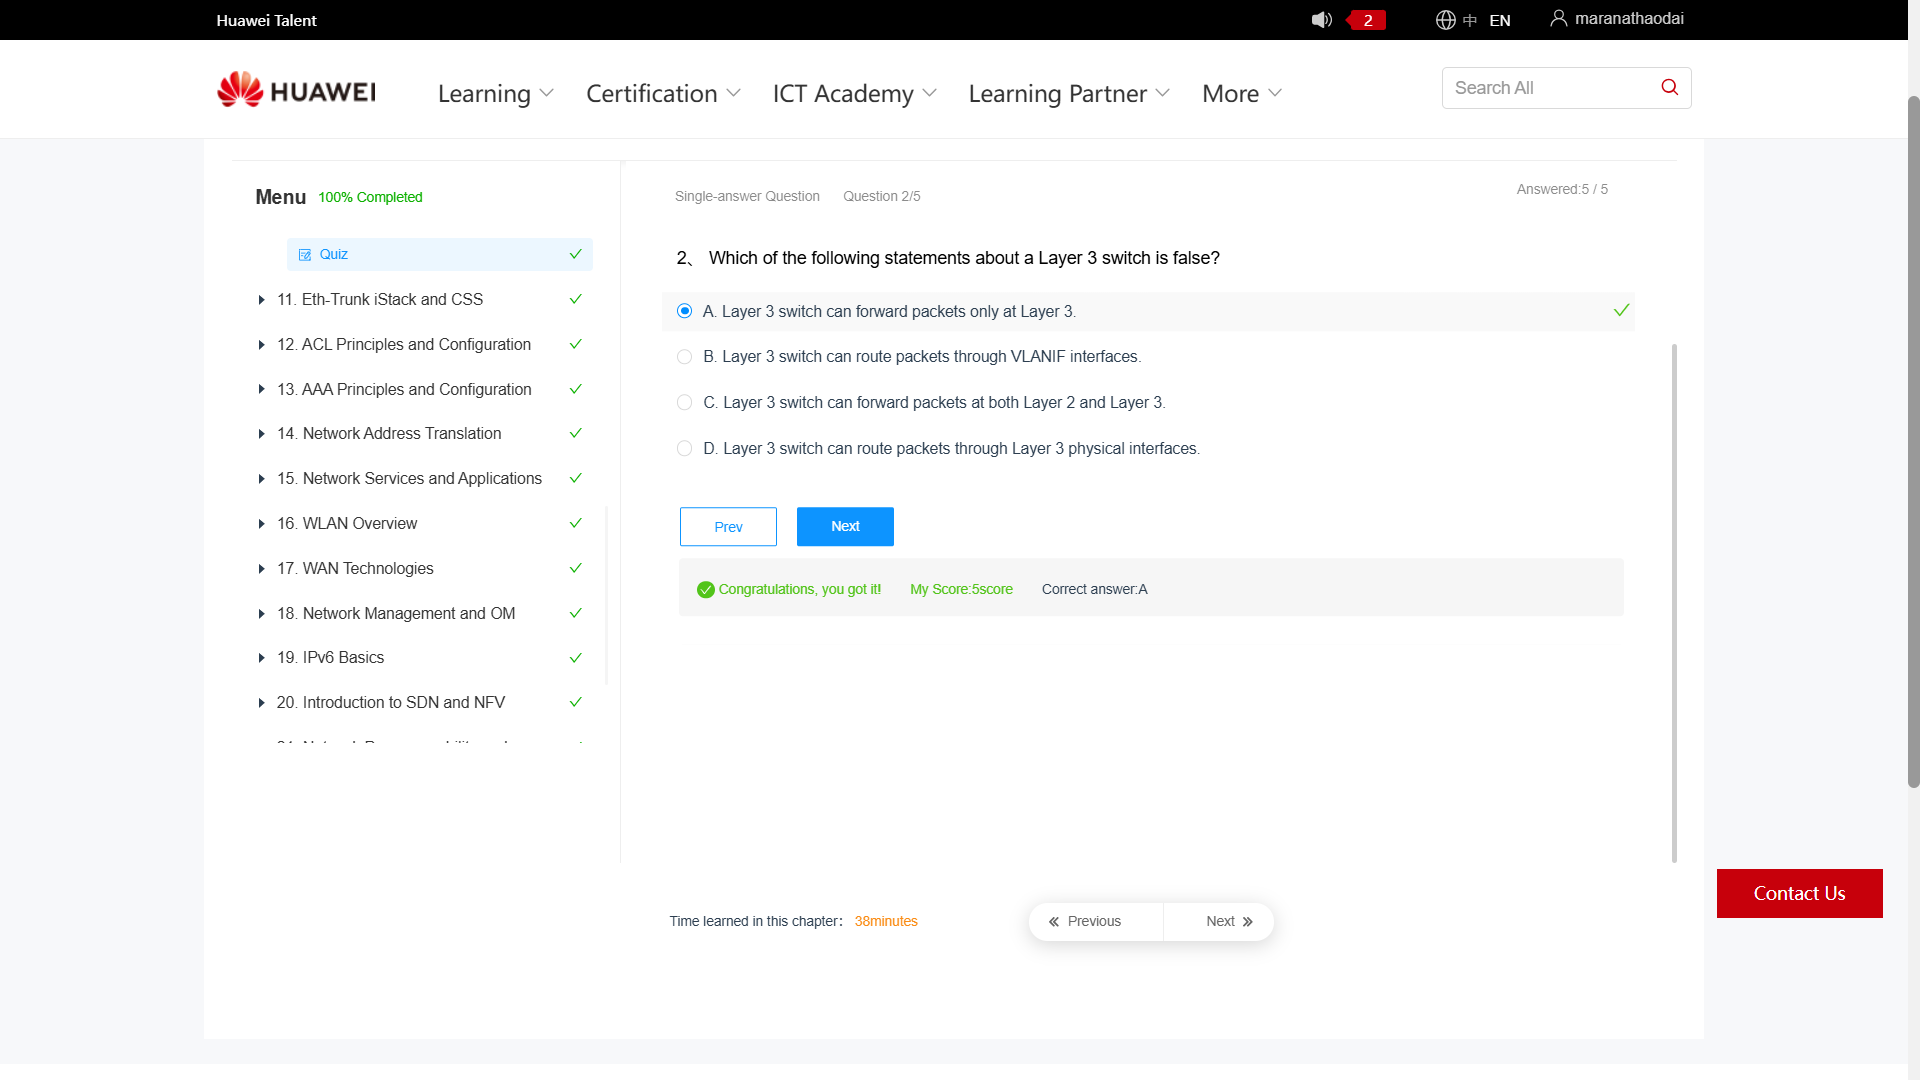 Huawei Talent
2
中 EN
maranathaodai
HUAWEI
Learning
Certification
ICT Academy
Learning Partner
More
Search All
Menu 100% Completed
Quiz
11. Eth-Trunk iStack and CSS
12. ACL Principles and Configuration
13. AAA Principles and Configuration
14. Network Address Translation
15. Network Services and Applications
16. WLAN Overview
17. WAN Technologies
18. Network Management and OM
19. IPv6 Basics
20. Introduction to SDN and NFV
Single-answer Question Question 2/5
Answered:5 / 5
2、 Which of the following statements about a Layer 3 switch is false?
A. Layer 3 switch can forward packets only at Layer 3.
B. Layer 3 switch can route packets through VLANIF interfaces.
C. Layer 3 switch can forward packets at both Layer 2 and Layer 3.
D. Layer 3 switch can route packets through Layer 3 physical interfaces.
Prev
Next
Congratulations, you got it! My Score:5score Correct answer:A
Time learned in this chapter： 38minutes
« Previous
Next »
Contact Us